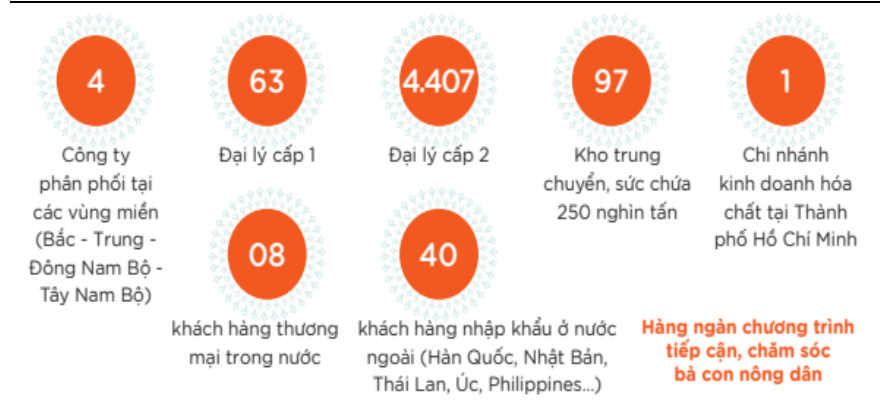 4
Công ty
phân phối tại
các vùng miền
(Bắc - Trung -
Đông Nam Bộ -
Tây Nam Bộ)
63
Đại lý cấp 1
4.407
Đại lý cấp 2
97
Kho trung
chuyển, sức chứa
250 nghìn tấn
1
Chi nhánh
kinh doanh hóa
chất tại Thành
phố Hồ Chí Minh
08
khách hàng thương
mại trong nước
40
khách hàng nhập khẩu ở nước
ngoài (Hàn Quốc, Nhật Bản,
Thái Lan, Úc, Philippines...)
Hàng ngàn chương trình
tiếp cận, chăm sóc
bà con nông dân